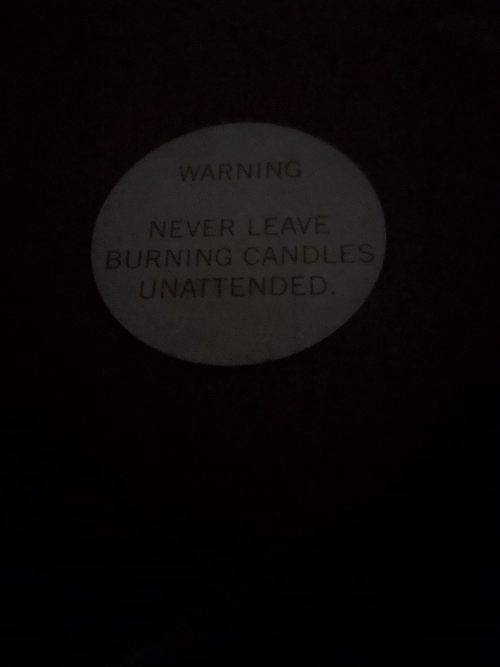 WARNING
NEVER LEAVE
BURNING CANDLES
UNATTENDED.